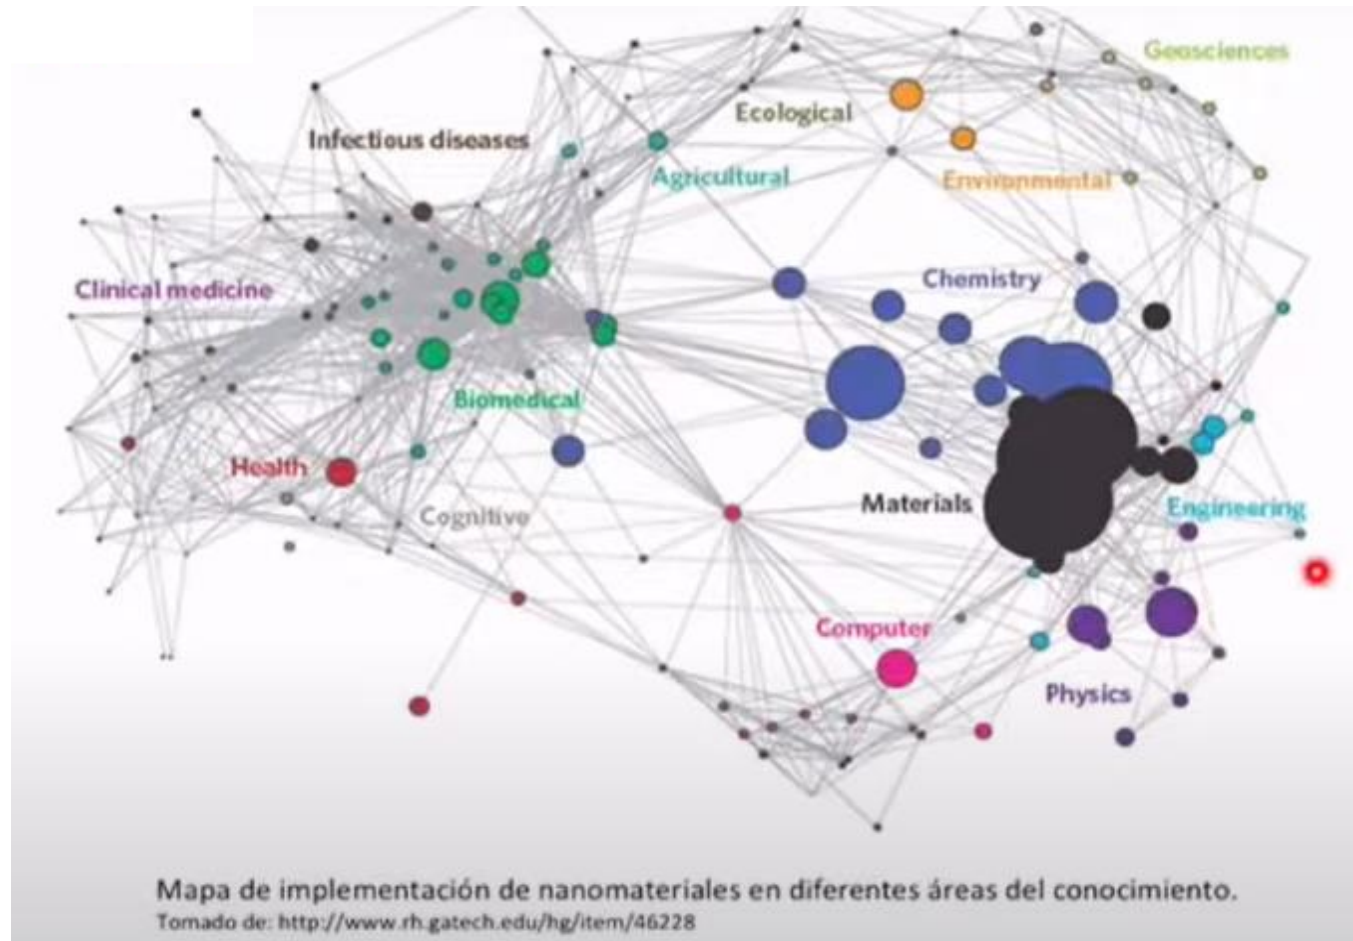 Geosciences
Ecological
Infectious diseases
Agricultural
Environmental
Chemistry
Clinical medicine
Biomedical
Health
Materials
Engineering
Cognitive
Computer
Physics
Mapa de implementación de nanomateriales en diferentes áreas del conocimiento.
Tomado de: http://www.rh.gatech.edu/hg/item/46228